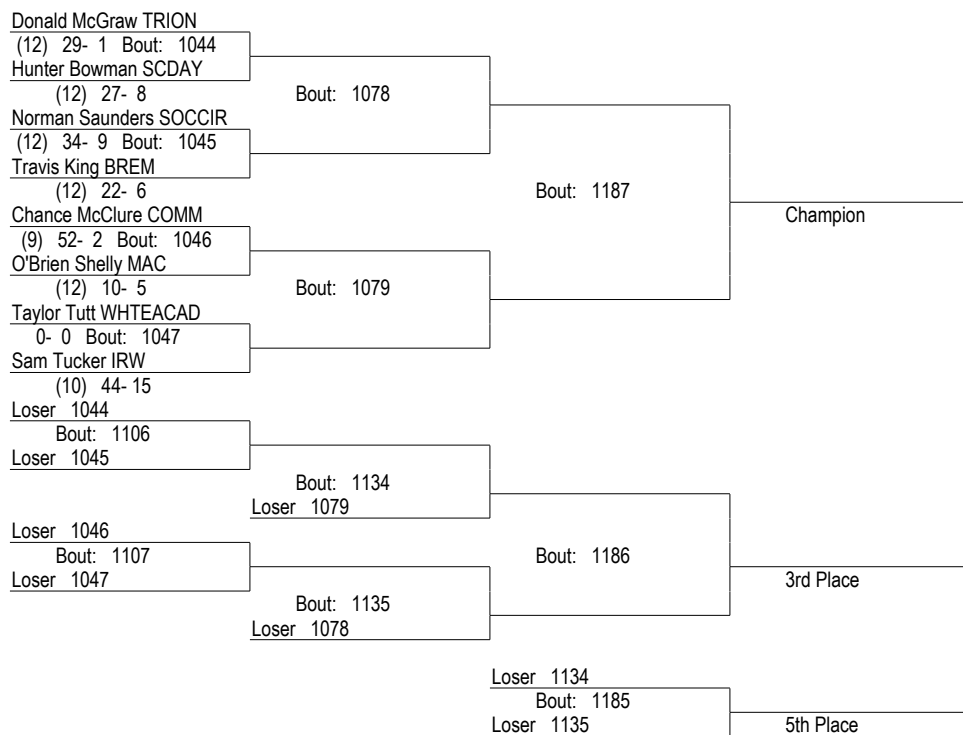 Donald McGraw TRION
(12) 29- 1 Bout: 1044
Hunter Bowman SCDAY
(12) 27- 8
Bout: 1078
Norman Saunders SOCCIR
(12) 34- 9 Bout: 1045
Travis King BREM
(12) 22- 6
Bout: 1187
Chance McClure COMM
Champion
(9) 52- 2 Bout: 1046
O'Brien Shelly MAC
(12) 10- 5
Bout: 1079
Taylor Tutt WHTEACAD
0- 0 Bout: 1047
Sam Tucker IRW
(10) 44- 15
Loser 1044
Bout: 1106
Loser 1045
Bout: 1134
Loser 1079
Loser 1046
Bout: 1107
Bout: 1186
Loser 1047
3rd Place
Bout: 1135
Loser 1078
Loser 1134
Bout: 1185
Loser 1135
5th Place